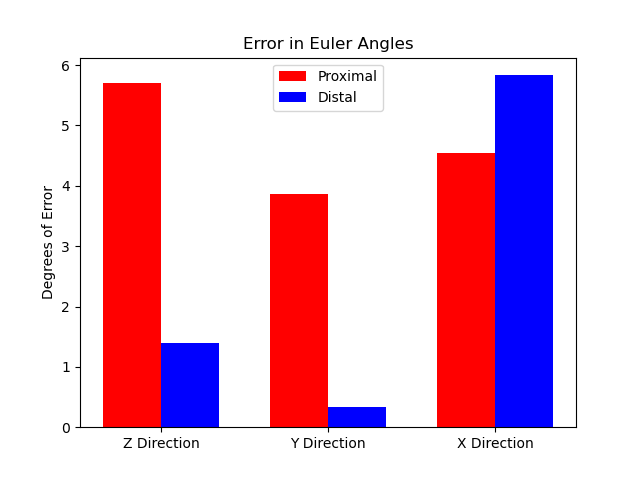 Error in Euler Angles
Proximal
Distal
Degrees of Error
6
5
4
3
2
1
0
Z Direction
Y Direction
X Direction